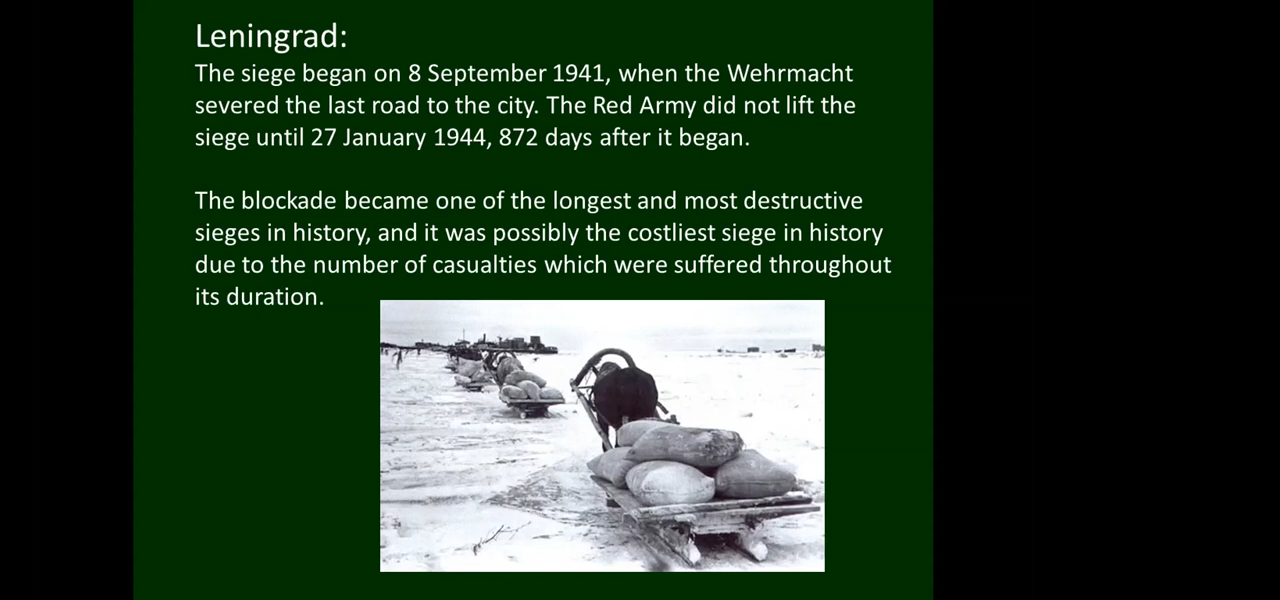 Leningrad:
The siege began on 8 September 1941, when the Wehrmacht
severed the last road to the city. The Red Army did not lift the
siege until 27 January 1944, 872 days after it began.
The blockade became one of the longest and most destructive
sieges in history, and it was possibly the costliest siege in history
due to the number of casualties which were suffered throughout
its duration.